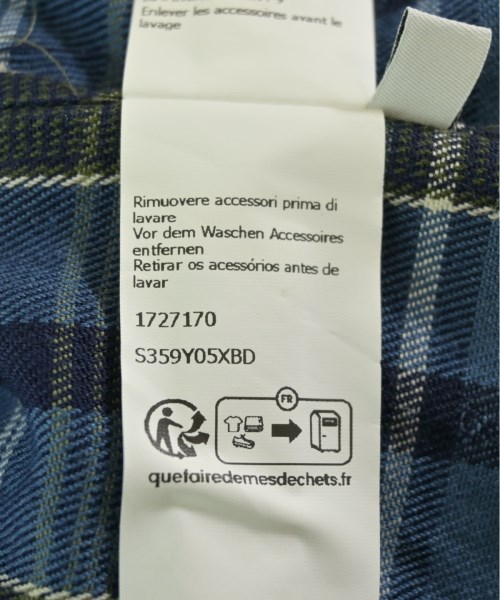 Enlever les accessoires avant le
lavage
Rimuovere accessori prima di
lavare
Vor dem Waschen Accessoires
entfernen
Retirar os acessórios antes de
lavar
1727170
S359Y05XBD
FR
quefairedemesdechets.fr